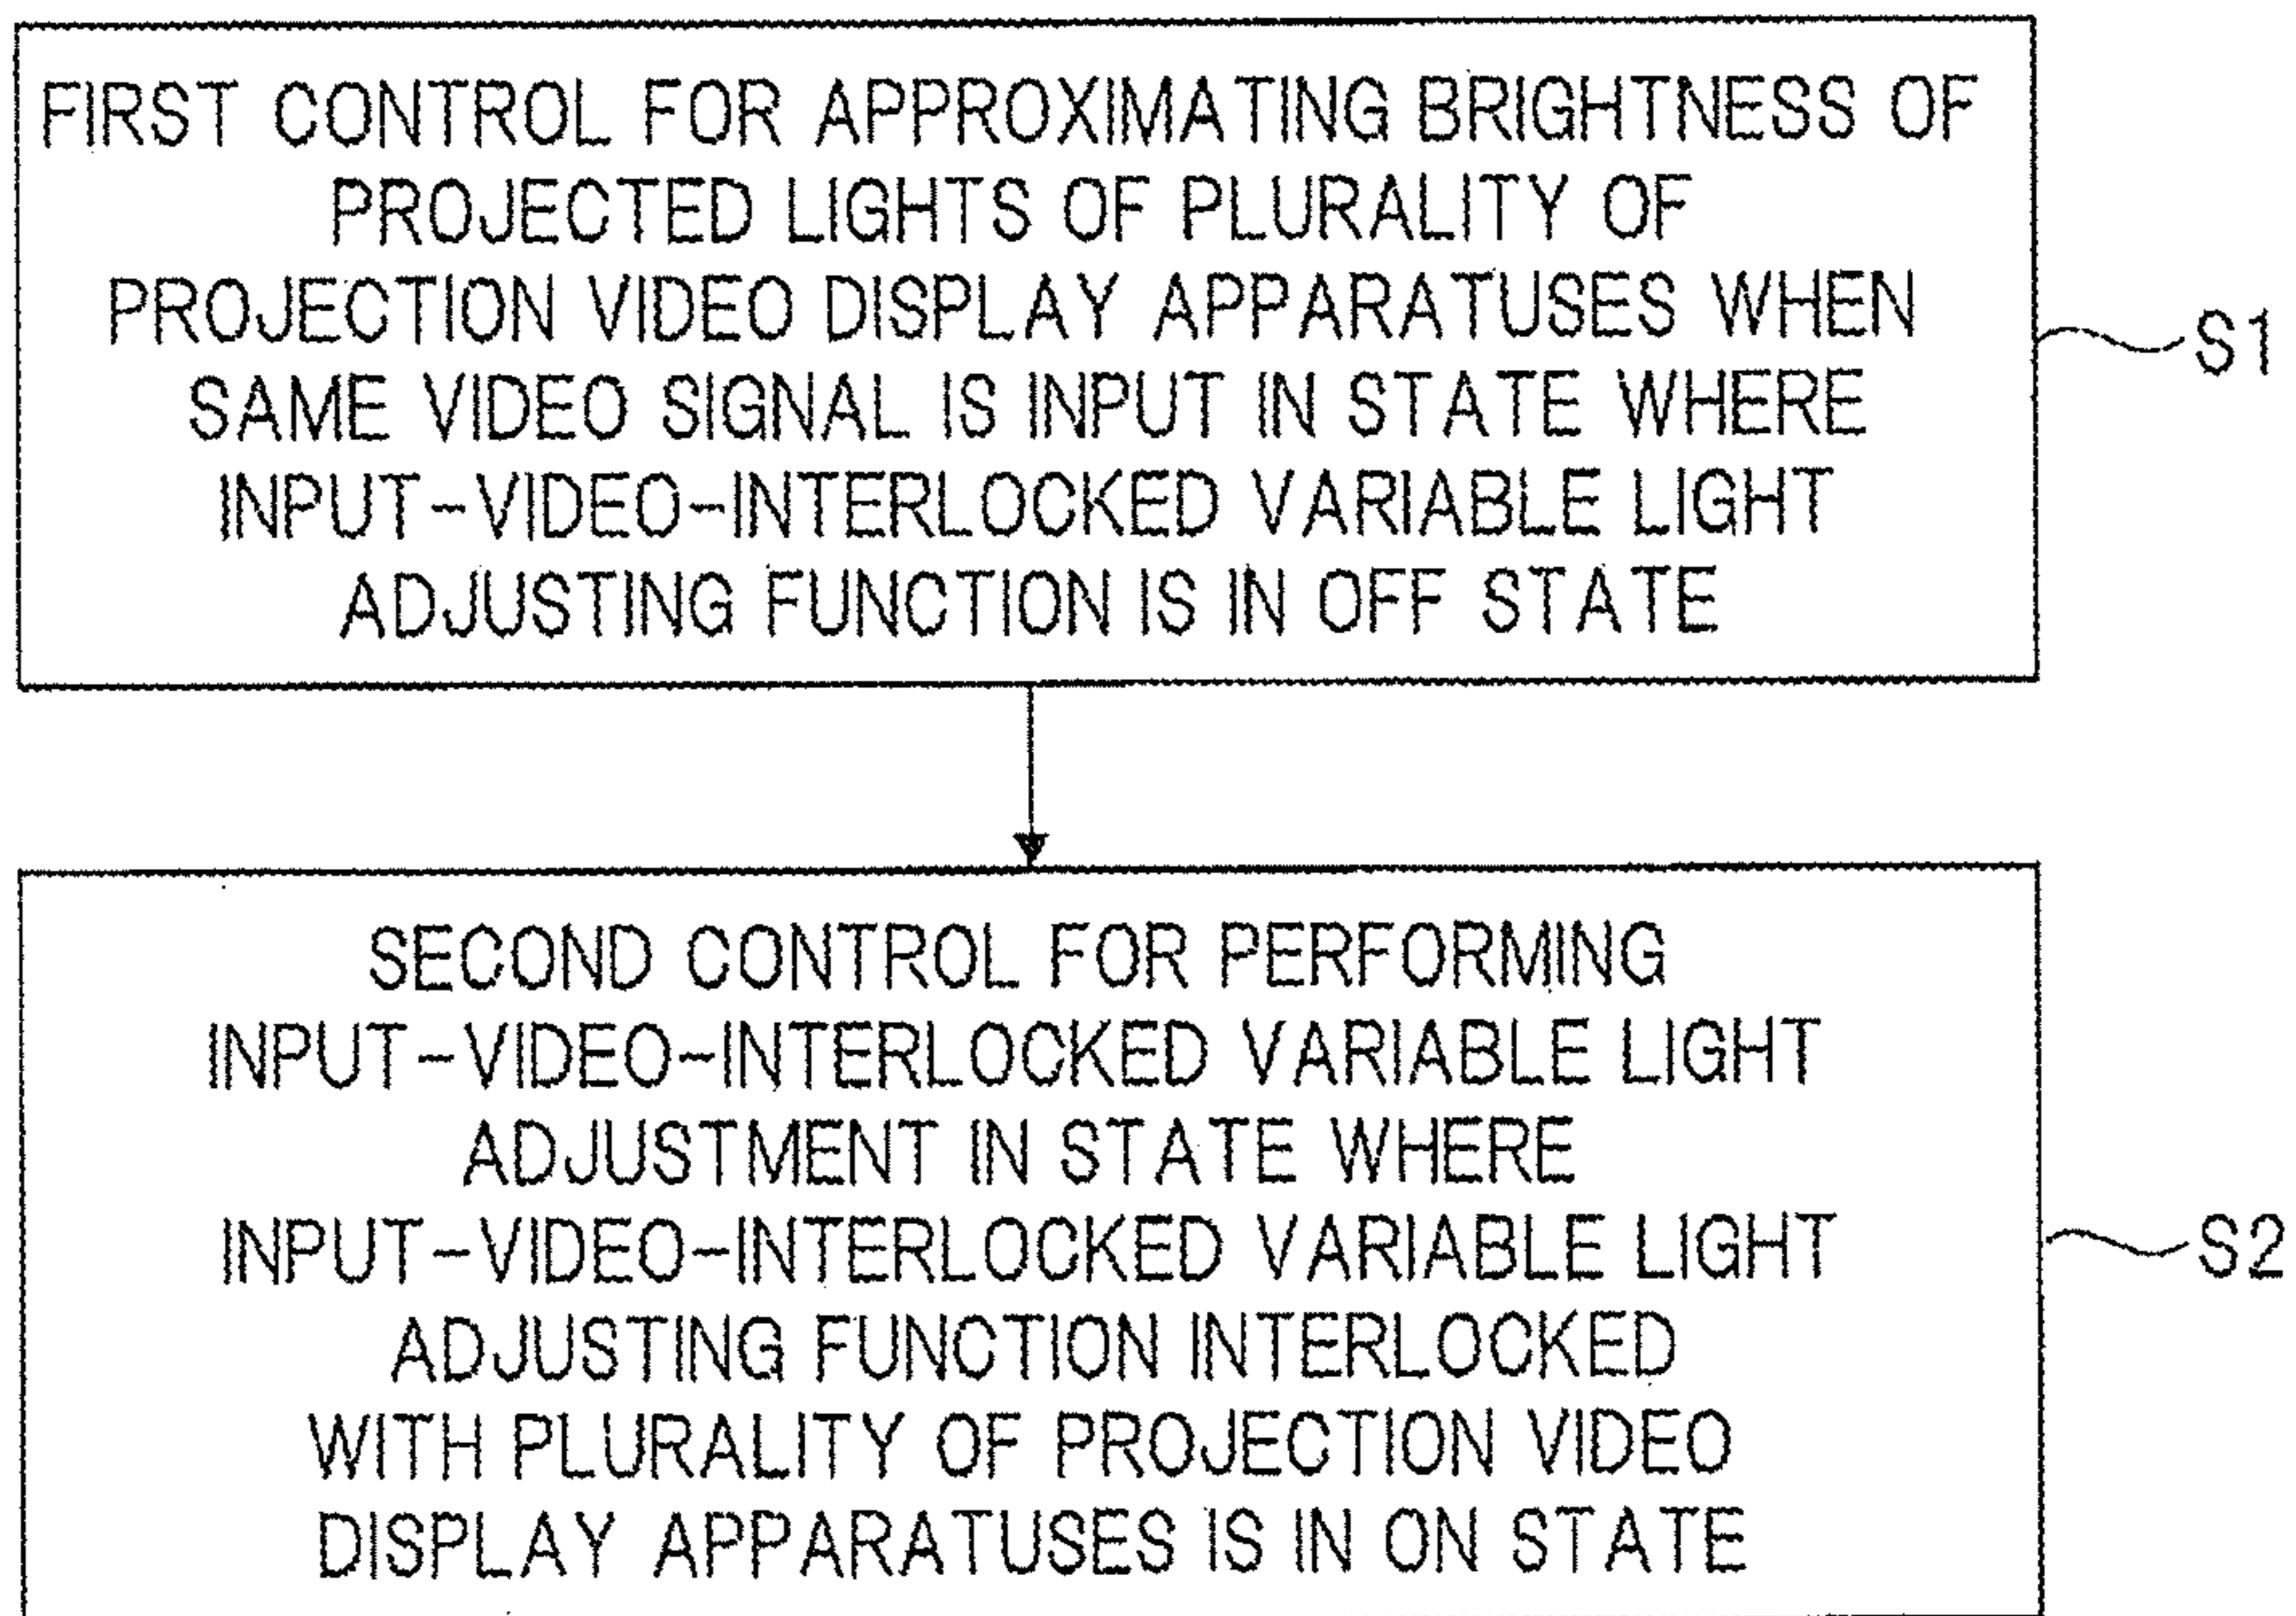 FIRST CONTROL FOR APPROXIMATING BRIGHTNESS OF
PROJECTED LIGHTS OF PLURALITY OF
PROJECTION VIDEO DISPLAY APPARATUSES WHEN
SAME VIDEO SIGNAL IS INPUT IN STATE WHERE
INPUT-VIDEO-INTERLOCKED VARIABLE LIGHT
ADJUSTING FUNCTION IS IN OFF STATE
S1
SECOND CONTROL FOR PERFORMING
INPUT-VIDEO-INTERLOCKED VARIABLE LIGHT
ADJUSTMENT IN STATE WHERE
INPUT-VIDEO-INTERLOCKED VARIABLE LIGHT
ADJUSTING FUNCTION INTERLOCKED
WITH PLURALITY OF PROJECTION VIDEO
DISPLAY APPARATUSES IS IN ON STATE
S2